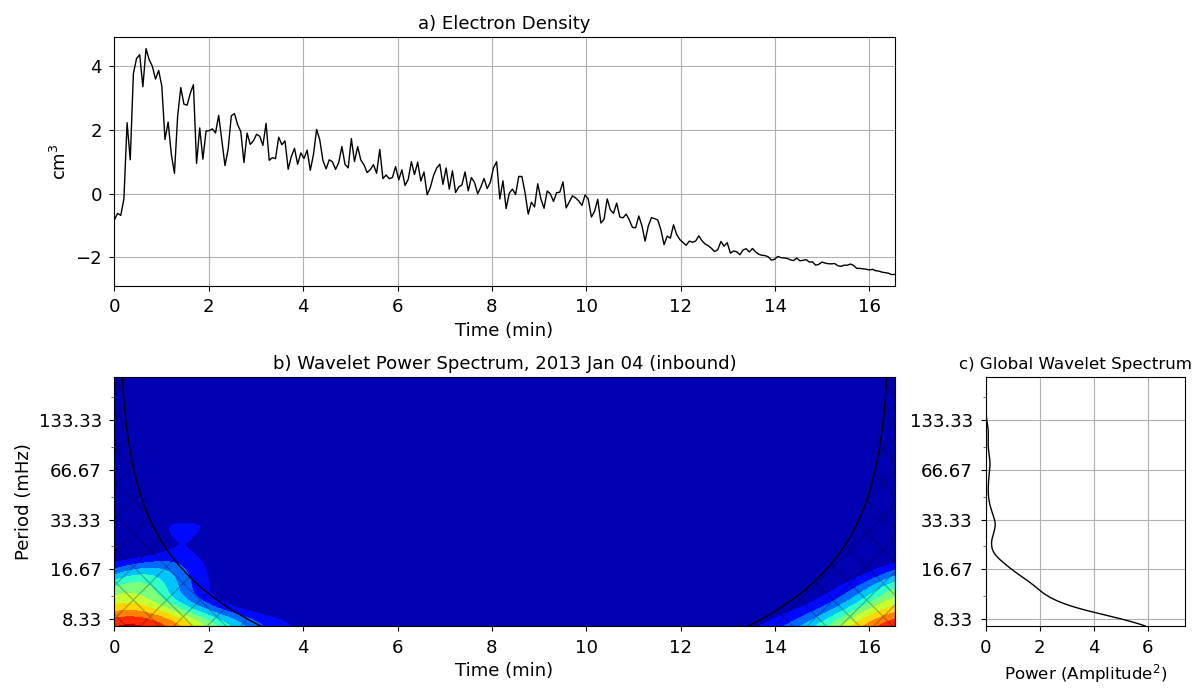 a) Electron Density
cm³
4
2
0
−2
0 2 4 6 8 10 12 14 16
Time (min)
b) Wavelet Power Spectrum, 2013 Jan 04 (inbound)
Period (mHz)
133.33
66.67
33.33
16.67
8.33
0 2 4 6 8 10 12 14 16
Time (min)
c) Global Wavelet Spectrum
133.33
66.67
33.33
16.67
8.33
0 2 4 6
Power (Amplitude²)